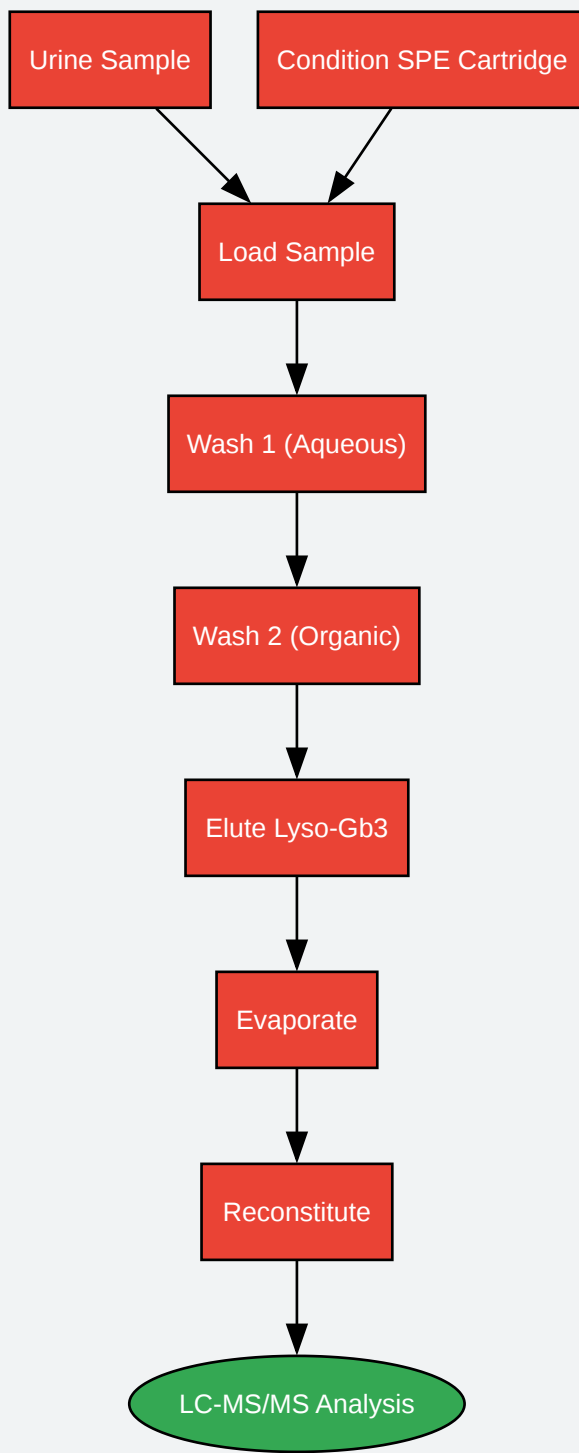 Urine Sample
Condition SPE Cartridge
Load Sample
Wash 1 (Aqueous)
Wash 2 (Organic)
Elute Lyso-Gb3
Evaporate
Reconstitute
LC-MS/MS Analysis